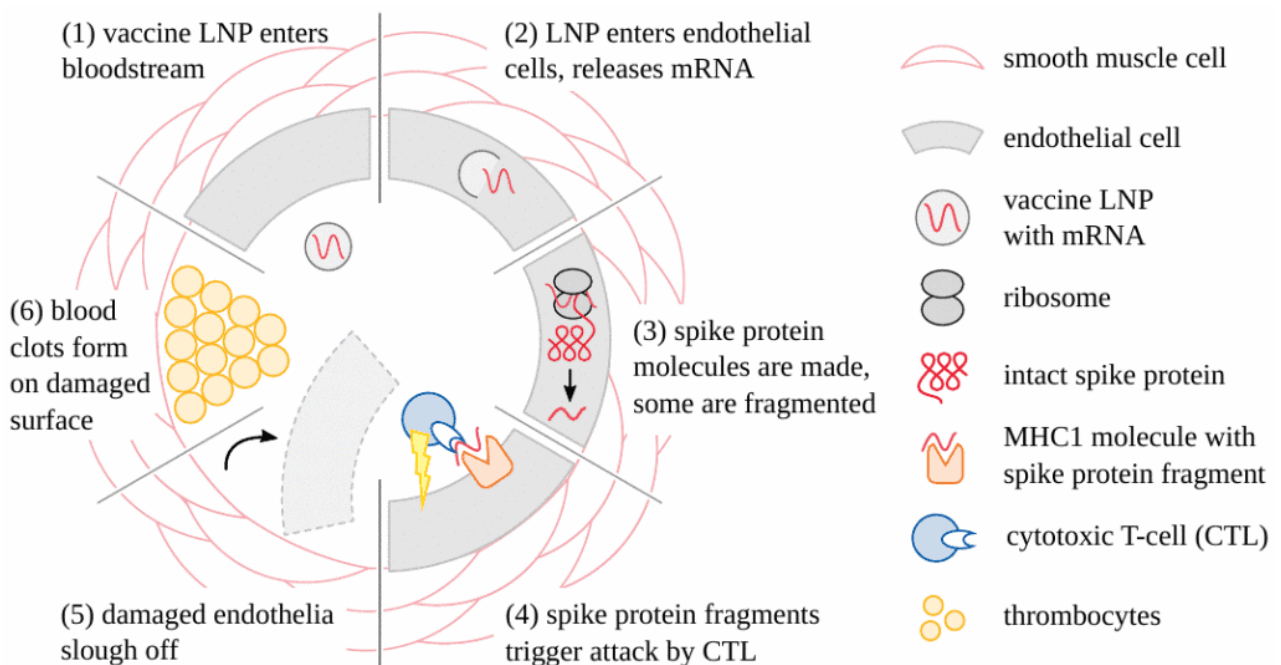 (1) vaccine LNP enters
bloodstream
(2) LNP enters endothelial
cells, releases mRNA
(3) spike protein
molecules are made,
some are fragmented
(4) spike protein fragments
trigger attack by CTL
(5) damaged endothelia
slough off
(6) blood
clots form
on damaged
surface
smooth muscle cell
endothelial cell
vaccine LNP
with mRNA
ribosome
intact spike protein
MHC1 molecule with
spike protein fragment
cytotoxic T-cell (CTL)
thrombocytes